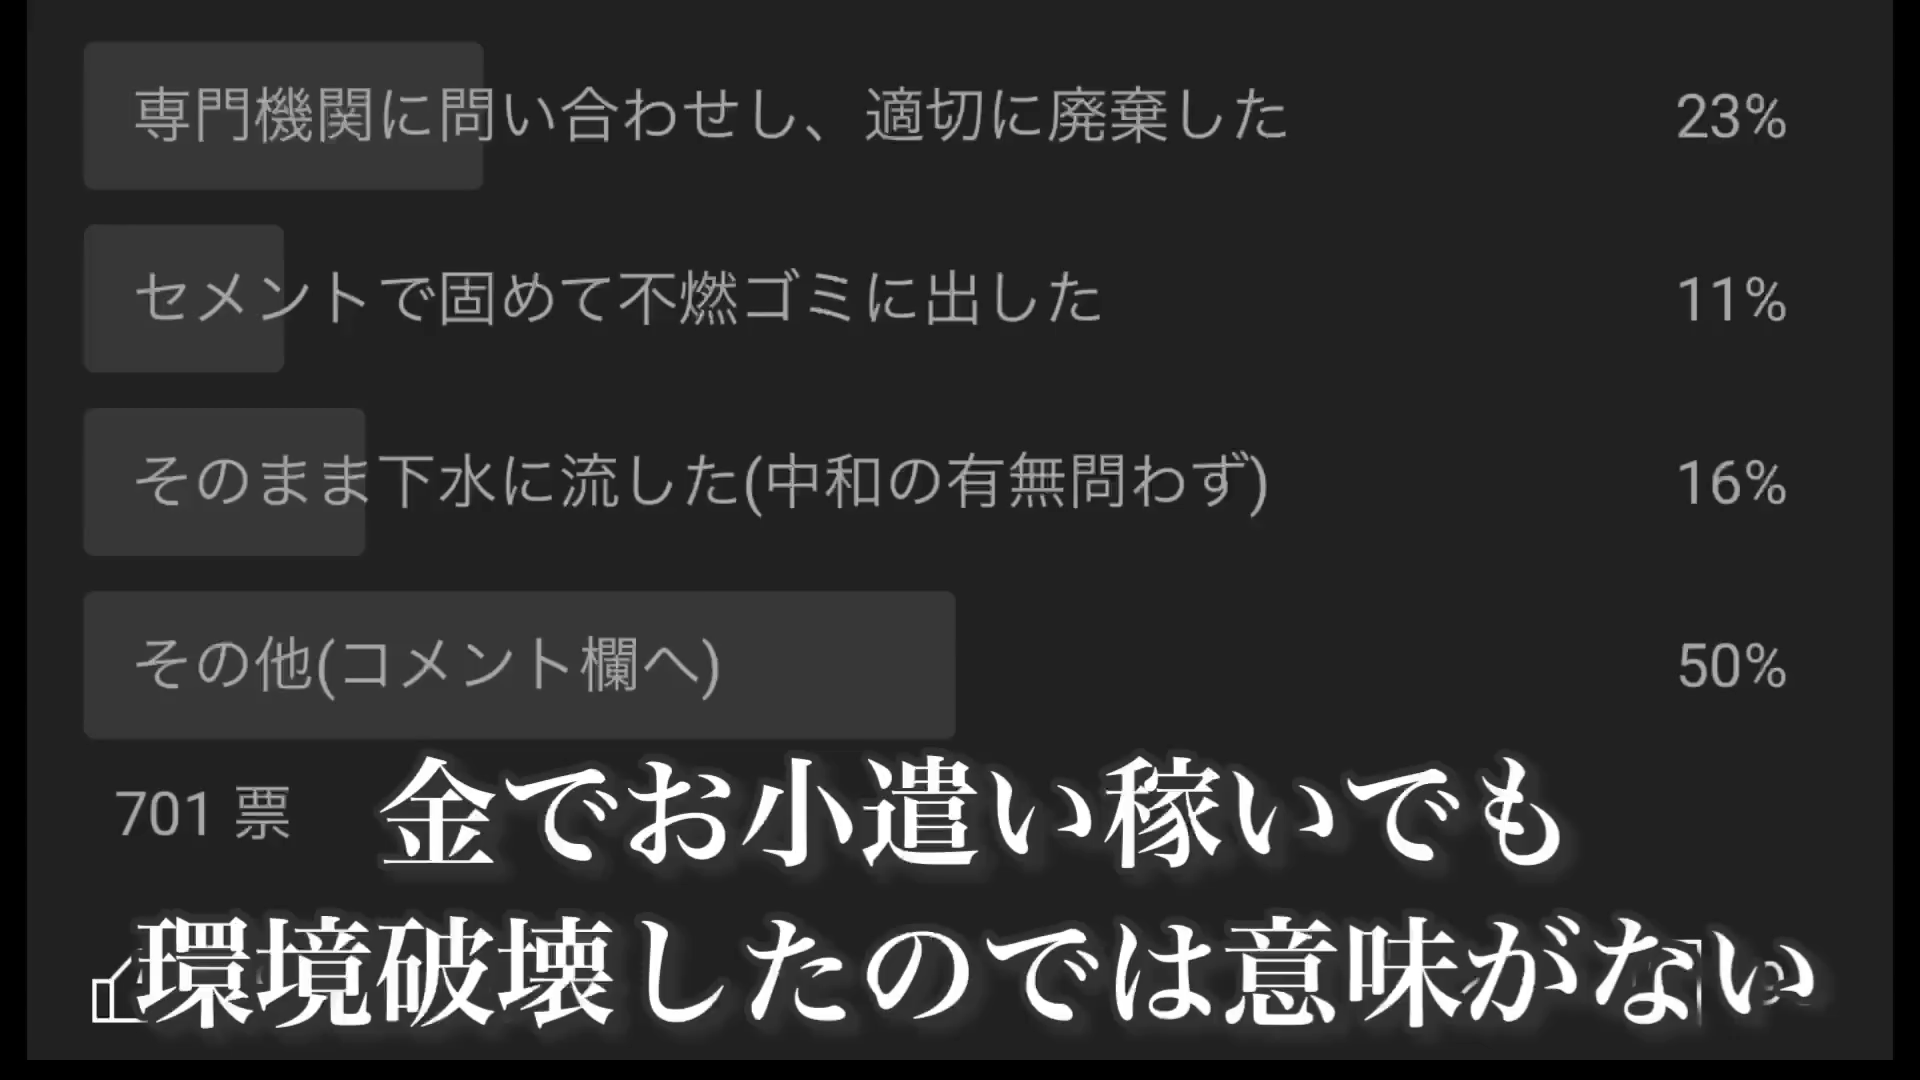 専門機関に問い合わせし、適切に廃棄した 23%
セメントで固めて不燃ゴミに出した 11%
そのまま下水に流した(中和の有無問わず) 16%
その他(コメント欄へ) 50%
701 票
金でお小遣い稼いでも
環境破壊したのでは意味がない